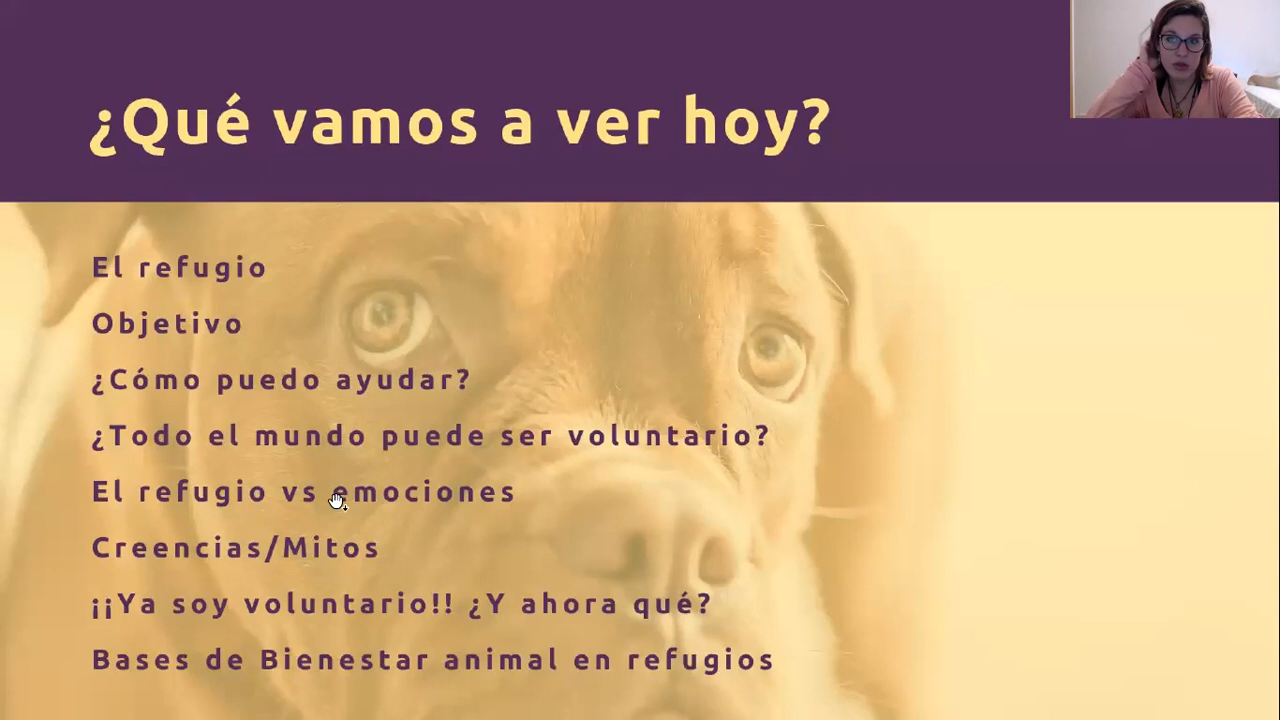 ¿Qué vamos a ver hoy?
El refugio
Objetivo
¿Cómo puedo ayudar?
¿Todo el mundo puede ser voluntario?
El refugio vs emociones
Creencias/Mitos
¡¡Ya soy voluntario!! ¿Y ahora qué?
Bases de Bienestar animal en refugios